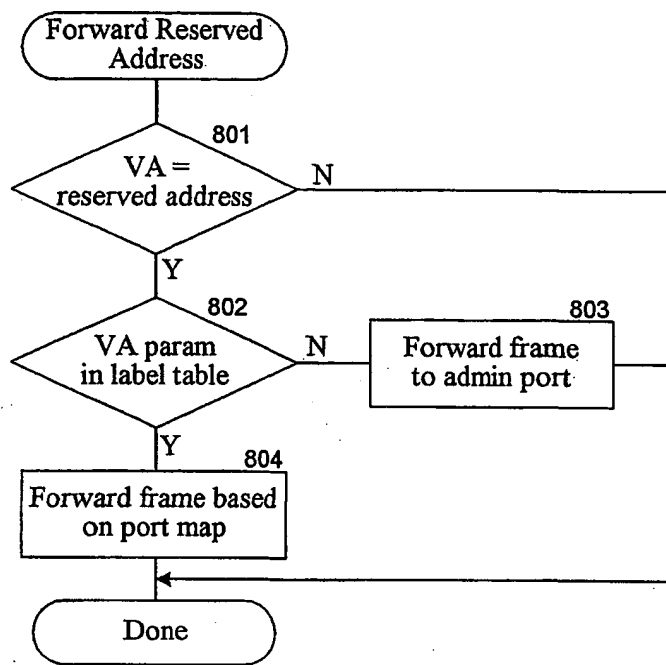 Forward Reserved
Address
801
VA =
reserved address
N
Y
802
VA param
in label table
N
803
Forward frame
to admin port
Y
804
Forward frame based
on port map
Done